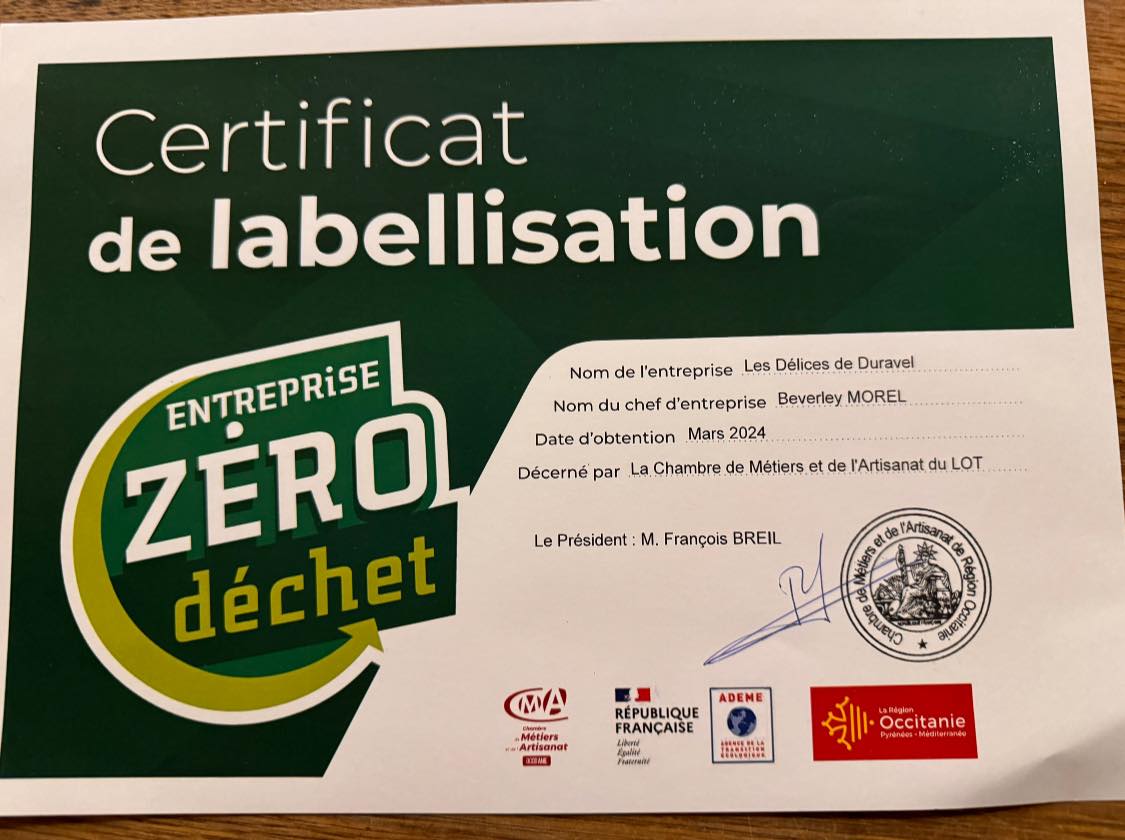 Certificat
de labellisation
ENTREPRiSE
ZÉRO
déchet
Nom de l'entreprise Les Délices de Duravel
Nom du chef d'entreprise Beverley MOREL
Date d'obtention Mars 2024
Décerné par La Chambre de Métiers et de l'Artisanat du LOT
Le Président : M. François BREIL
Chambre de Métiers et de l'Artisanat de Région Occitanie
CMA
Chambre
de Métiers
et de l'Artisanat
OCCITANIE
RÉPUBLIQUE
FRANÇAISE
Liberté
Égalité
Fraternité
ADEME
AGENCE DE LA
TRANSITION
ÉCOLOGIQUE
La Région
Occitanie
Pyrénées - Méditerranée